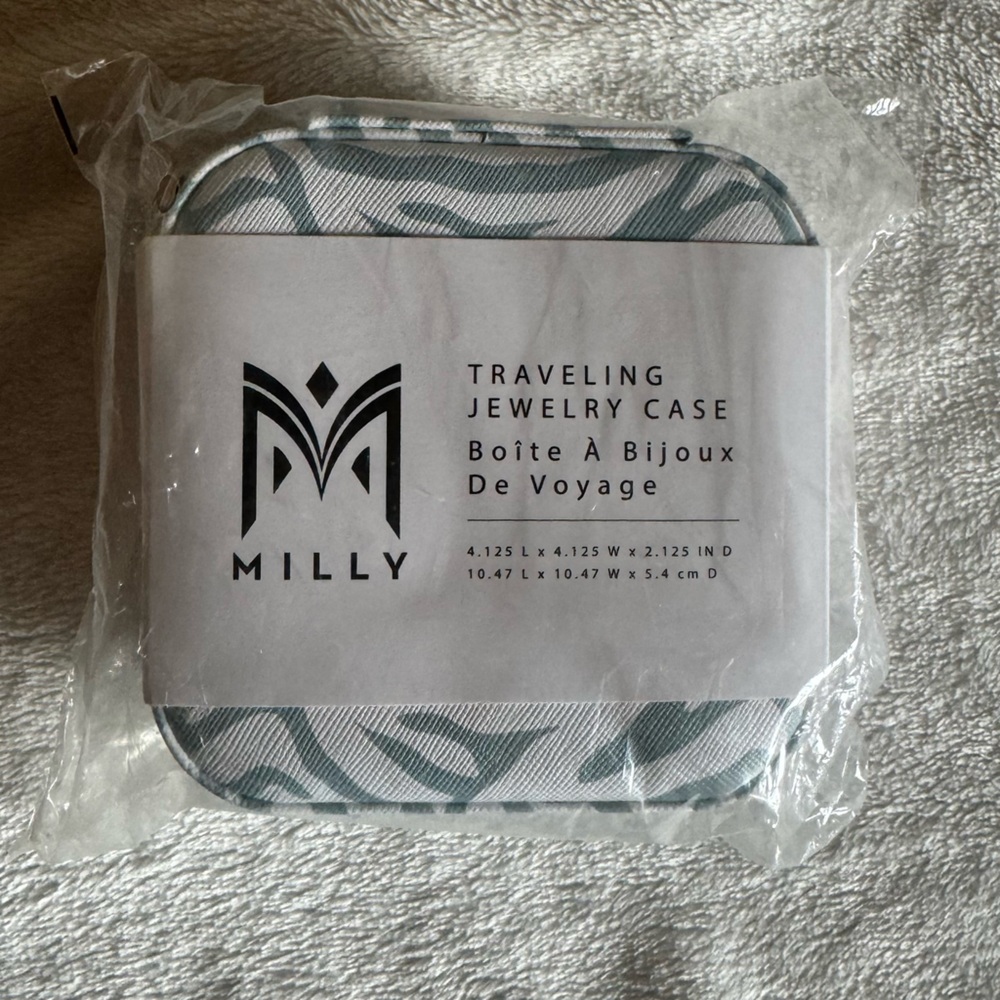 MILLY
TRAVELING
JEWELRY CASE
Boîte À Bijoux
De Voyage
4.125 L x 4.125 W x 2.125 IN D
10.47 L x 10.47 W x 5.4 cm D